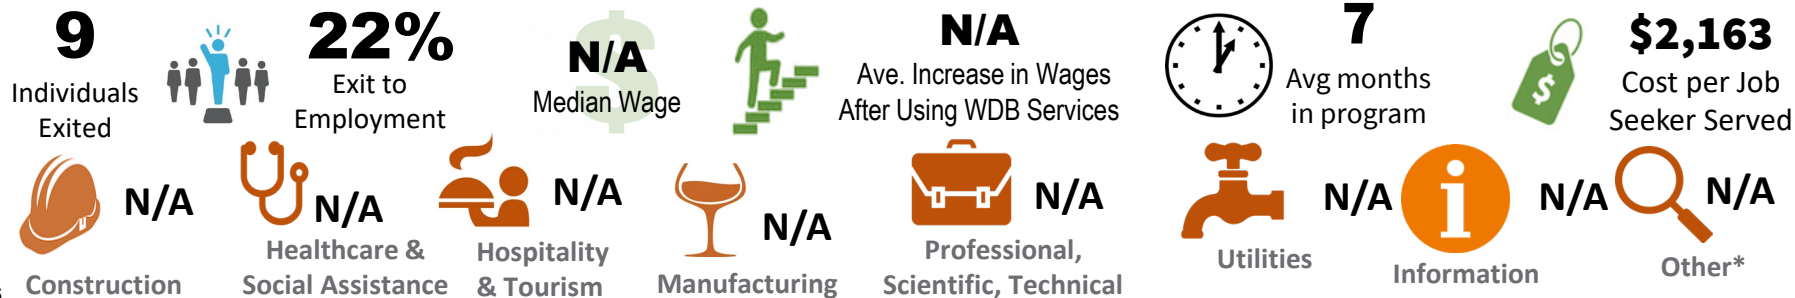 9
Individuals
Exited
22%
Exit to
Employment
N/A
Median Wage
N/A
Ave. Increase in Wages
After Using WDB Services
7
Avg months
in program
$2,163
Cost per Job
Seeker Served
N/A
Construction
N/A
Healthcare &
Social Assistance
N/A
Hospitality
& Tourism
N/A
Manufacturing
N/A
Professional,
Scientific, Technical
N/A
Utilities
N/A
Information
N/A
Other*